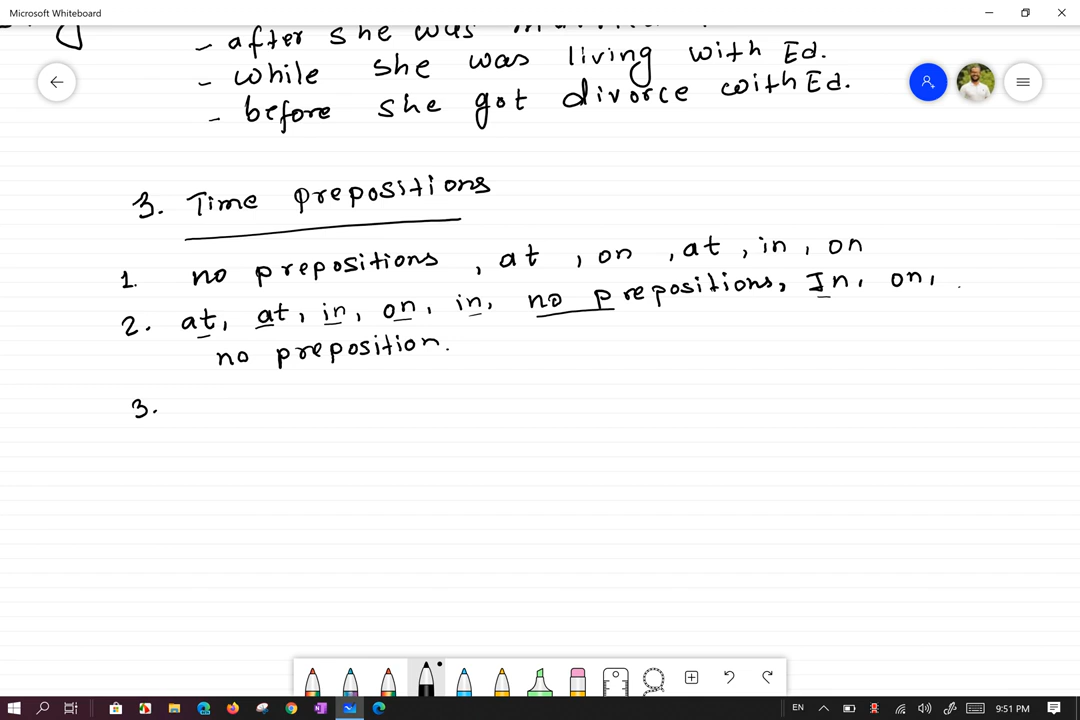 Microsoft Whiteboard
- after she was
- while she was living with Ed.
- before she got divorce with Ed.
3. Time prepositions
1. no prepositions, at, on, at, in, on
2. at, at, in, on, in, no prepositions, In, on,
no preposition.
3.
EN 9:51 PM